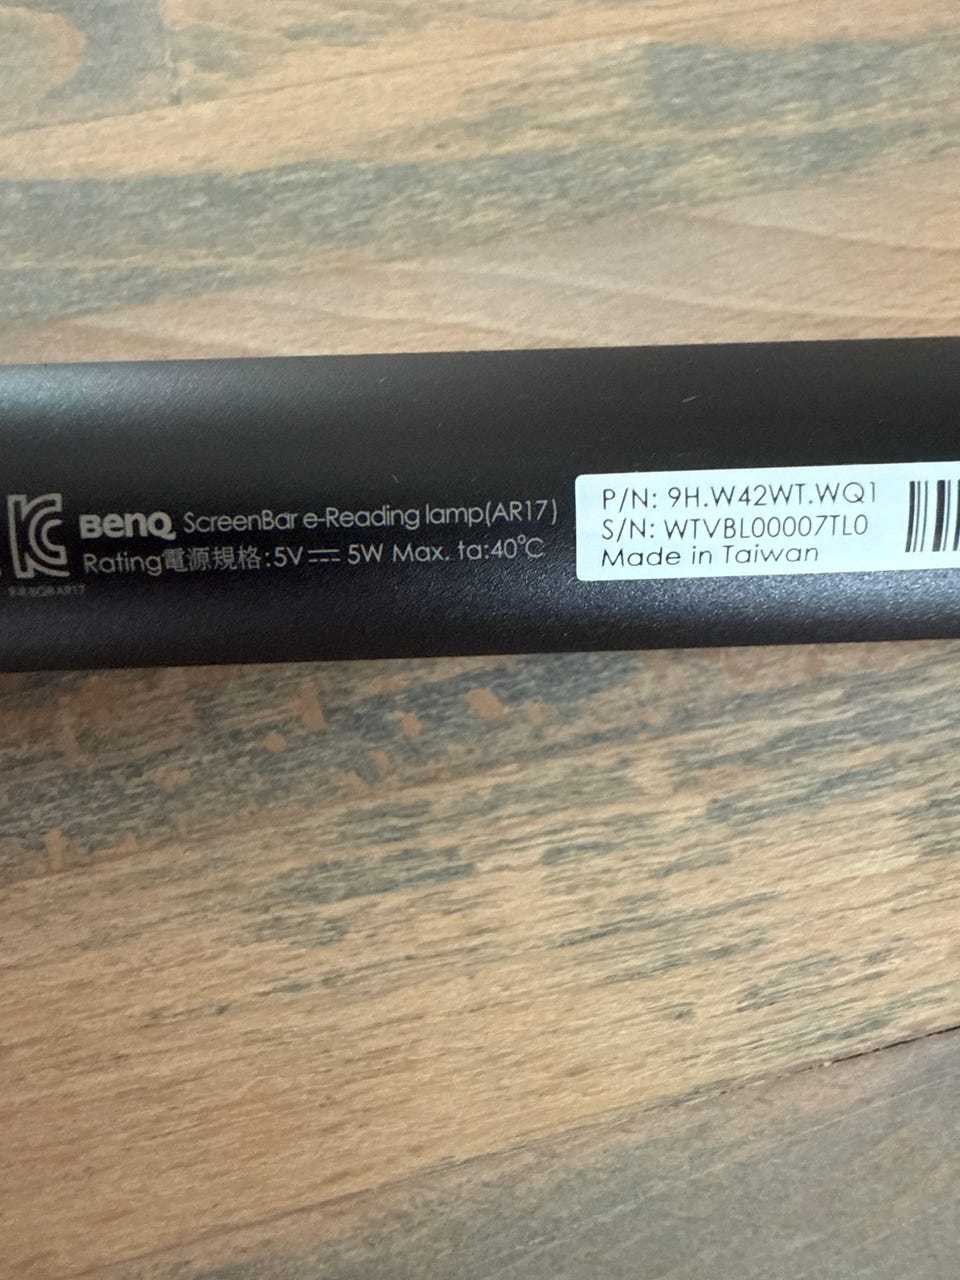 BenQ ScreenBar e-Reading lamp(AR17)
Rating電源規格:5V⎓ 5W Max. ta:40℃
P/N: 9H.W42WT.WQ1
S/N: WTVBL00007TL0
Made in Taiwan